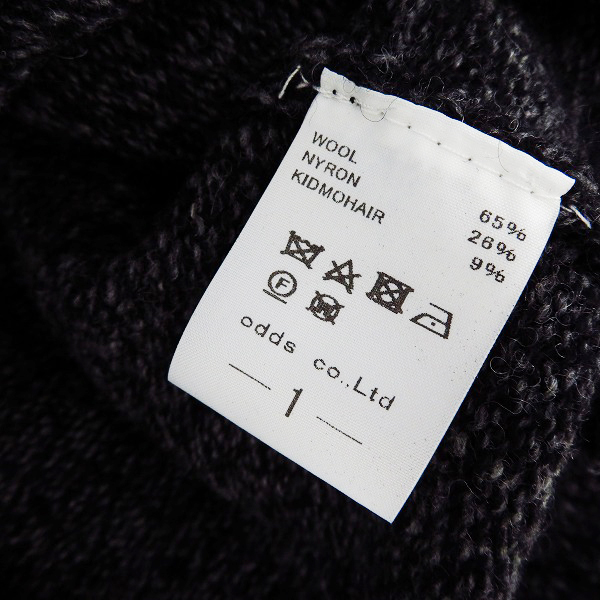 WOOL 65%
NYRON 26%
KIDMOHAIR 9%
F W
odds co.,Ltd
1